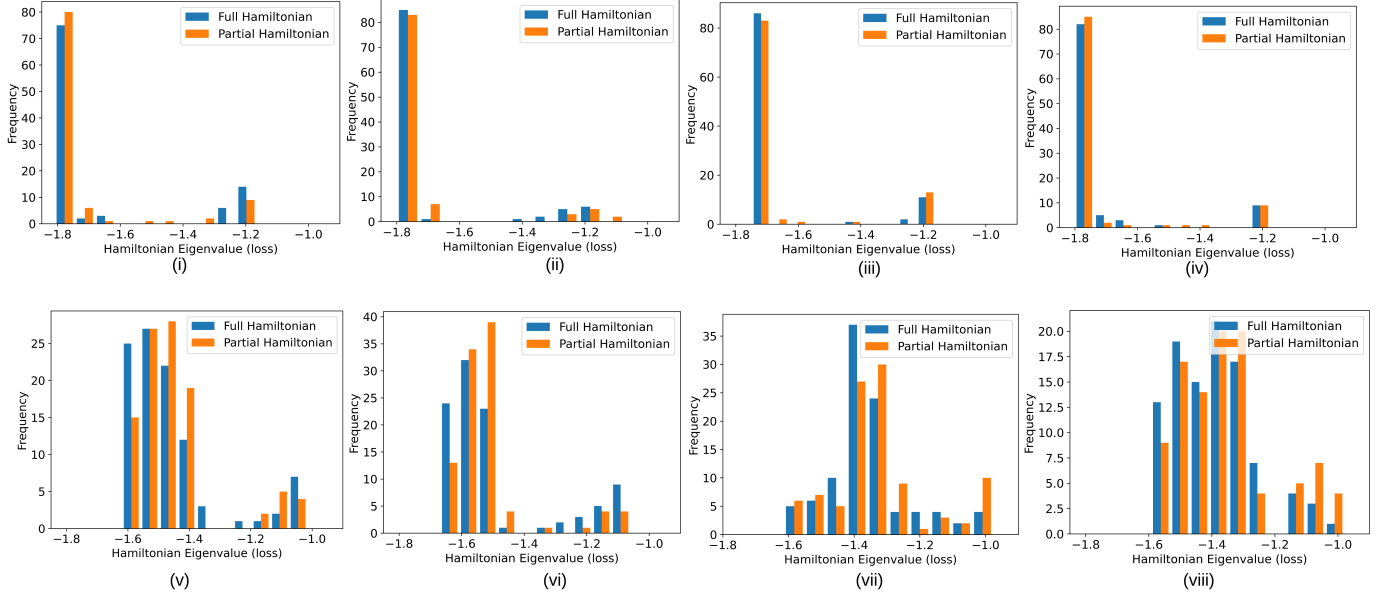 80
70
60
50
40
30
20
10
0
Frequency
Full Hamiltonian
Partial Hamiltonian
−1.8 −1.6 −1.4 −1.2 −1.0
Hamiltonian Eigenvalue (loss)
(i)
80
70
60
50
40
30
20
10
0
Frequency
Full Hamiltonian
Partial Hamiltonian
−1.8 −1.6 −1.4 −1.2 −1.0
Hamiltonian Eigenvalue (loss)
(ii)
80
60
40
20
0
Frequency
Full Hamiltonian
Partial Hamiltonian
−1.8 −1.6 −1.4 −1.2 −1.0
Hamiltonian Eigenvalue (loss)
(iii)
80
70
60
50
40
30
20
10
0
Frequency
Full Hamiltonian
Partial Hamiltonian
−1.8 −1.6 −1.4 −1.2 −1.0
Hamiltonian Eigenvalue (loss)
(iv)
25
20
15
10
5
0
Frequency
Full Hamiltonian
Partial Hamiltonian
−1.8 −1.6 −1.4 −1.2 −1.0
Hamiltonian Eigenvalue (loss)
(v)
40
35
30
25
20
15
10
5
0
Frequency
Full Hamiltonian
Partial Hamiltonian
−1.8 −1.6 −1.4 −1.2 −1.0
Hamiltonian Eigenvalue (loss)
(vi)
35
30
25
20
15
10
5
0
Frequency
Full Hamiltonian
Partial Hamiltonian
−1.8 −1.6 −1.4 −1.2 −1.0
Hamiltonian Eigenvalue (loss)
(vii)
20.0
17.5
15.0
12.5
10.0
7.5
5.0
2.5
0.0
Frequency
Full Hamiltonian
Partial Hamiltonian
−1.8 −1.6 −1.4 −1.2 −1.0
Hamiltonian Eigenvalue (loss)
(viii)